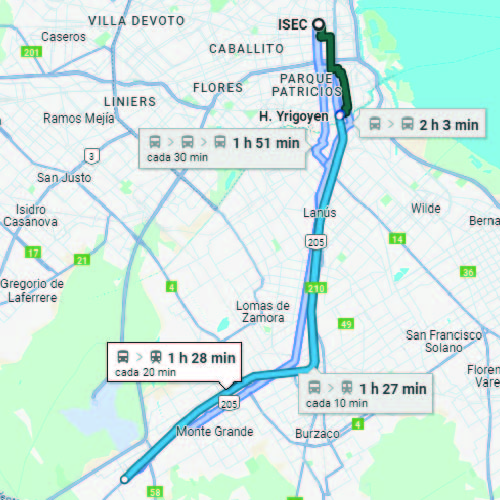 VILLA DEVOTO
ISEC
Caseros
201
CABALLITO
FLORES
PARQUE
PATRICIOS
LINIERS
Ramos Mejía
H. Yrigoyen
2 h 3 min
1 h 51 min
cada 30 min
3
San Justo
Lanús
Wilde
Berna
Isidro
Casanova
205
14
17
21
36
Gregorio de
Laferrere
4
210
Lomas de
Zamora
49
San Francisco
Solano
1 h 28 min
cada 20 min
Floren
Vare
1 h 27 min
cada 10 min
205
Monte Grande
Burzaco
4
58